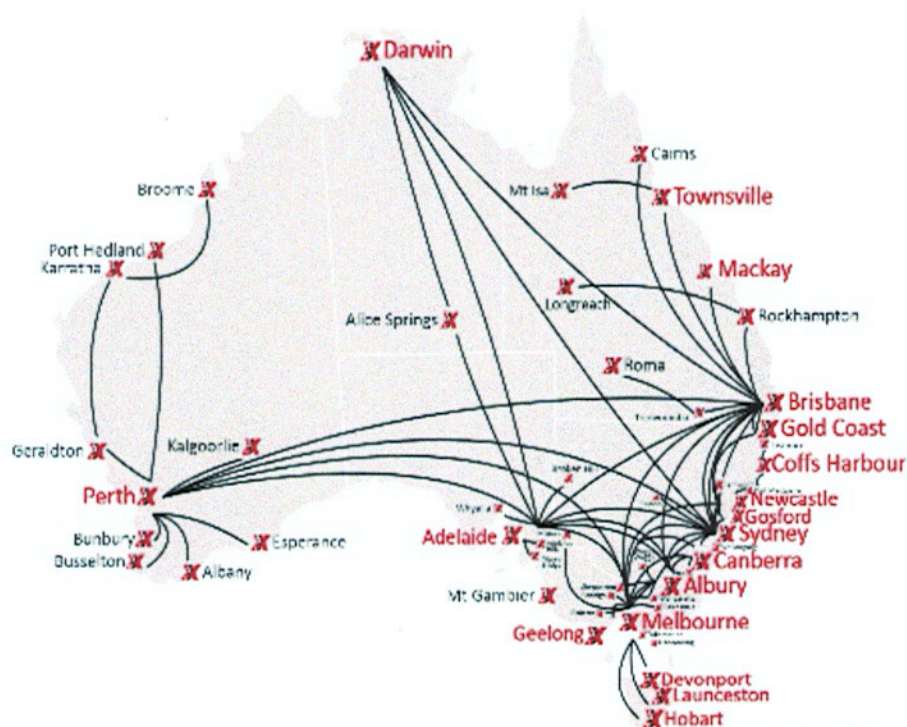 Darwin
Cairns
Mt Isa
Townsville
Broome
Port Hedland
Karratha
Mackay
Longreach
Rockhampton
Alice Springs
Roma
Brisbane
Gold Coast
Geraldton
Kalgoorlie
Coffs Harbour
Perth
Newcastle
Gosford
Whyalla
Adelaide
Sydney
Bunbury
Esperance
Busselton
Albany
Canberra
Albury
Mt Gambier
Melbourne
Geelong
Devonport
Launceston
Hobart